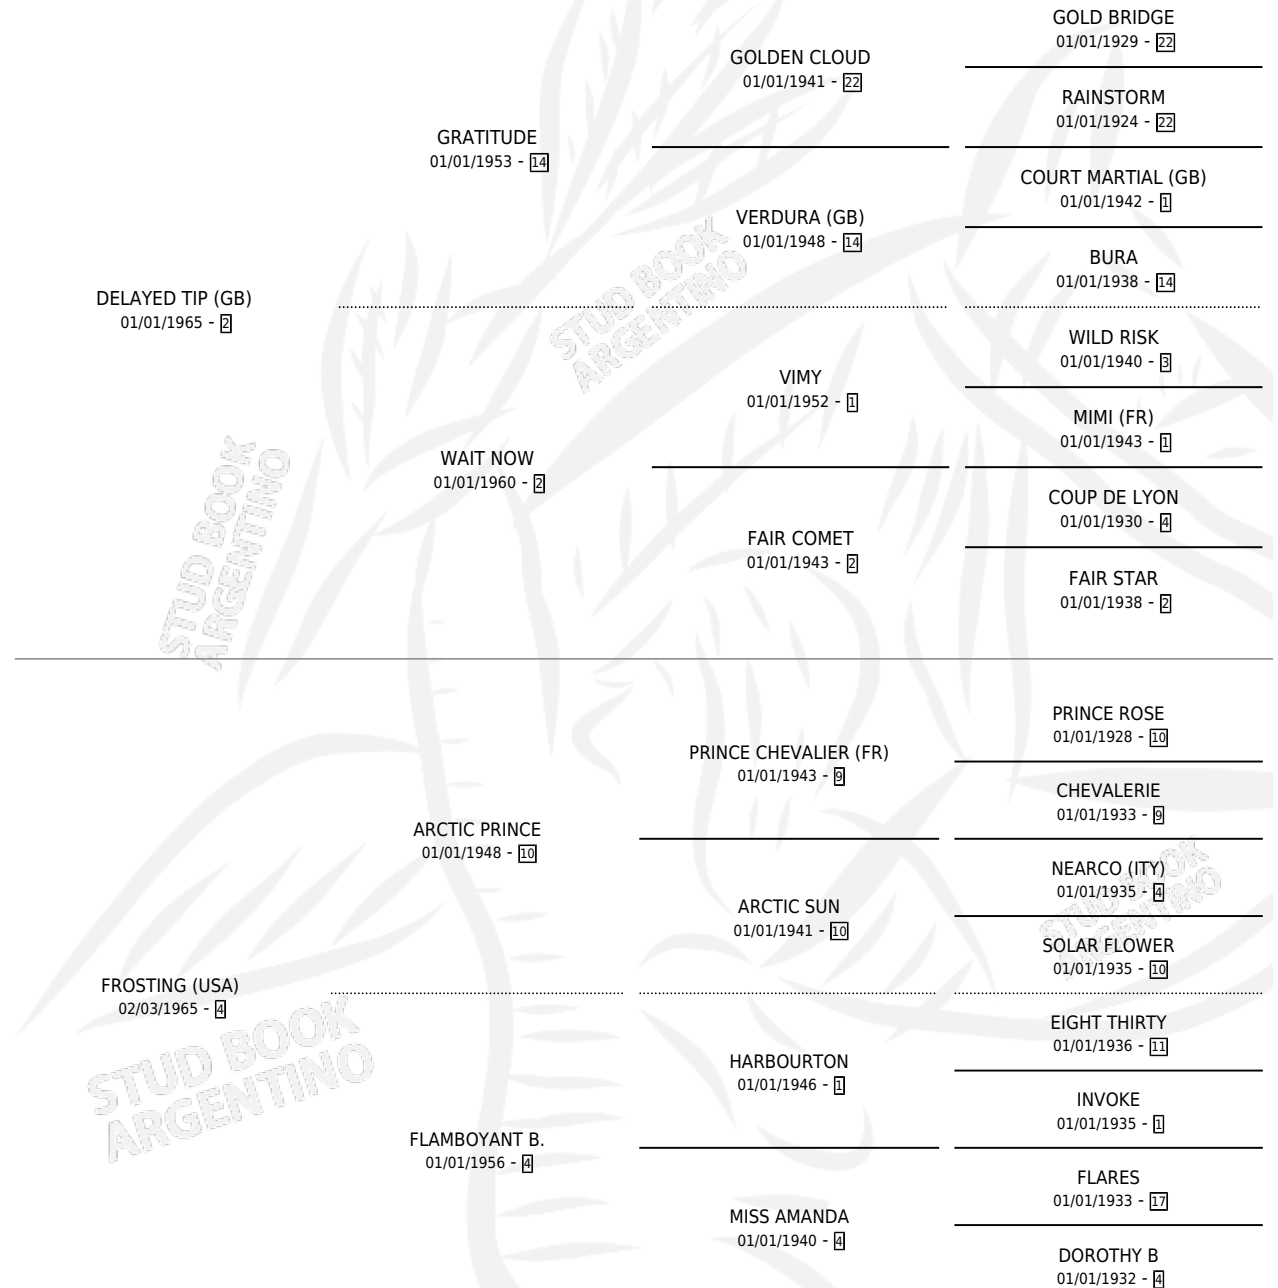 GOLD BRIDGE
01/01/1929 - 22
GOLDEN CLOUD
01/01/1941 - 22
RAINSTORM
01/01/1924 - 22
GRATITUDE
01/01/1953 - 14
COURT MARTIAL (GB)
01/01/1942 - 1
VERDURA (GB)
01/01/1948 - 14
BURA
01/01/1938 - 14
DELAYED TIP (GB)
01/01/1965 - 2
WILD RISK
01/01/1940 - 3
VIMY
01/01/1952 - 1
MIMI (FR)
01/01/1943 - 1
WAIT NOW
01/01/1960 - 2
COUP DE LYON
01/01/1930 - 4
FAIR COMET
01/01/1943 - 2
FAIR STAR
01/01/1938 - 2
STUD BOOK
ARGENTINO
STUD BOOK
ARGENTINO
PRINCE ROSE
01/01/1928 - 10
PRINCE CHEVALIER (FR)
01/01/1943 - 9
CHEVALERIE
01/01/1933 - 9
ARCTIC PRINCE
01/01/1948 - 10
NEARCO (ITY)
01/01/1935 - 4
ARCTIC SUN
01/01/1941 - 10
SOLAR FLOWER
01/01/1935 - 10
FROSTING (USA)
02/03/1965 - 4
EIGHT THIRTY
01/01/1936 - 11
HARBOURTON
01/01/1946 - 1
INVOKE
01/01/1935 - 1
FLAMBOYANT B.
01/01/1956 - 4
FLARES
01/01/1933 - 17
MISS AMANDA
01/01/1940 - 4
DOROTHY B
01/01/1932 - 4
STUD BOOK
ARGENTINO
STUD BOOK
ARGENTINO